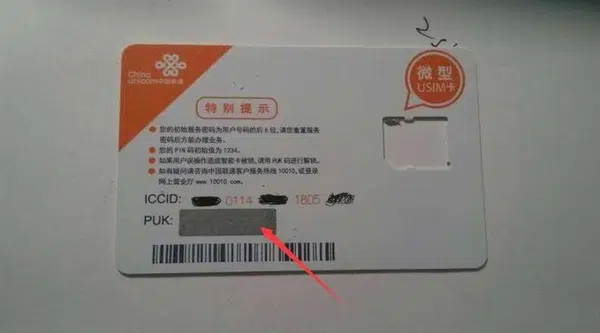 China
unicom中国联通
微型
USIM卡
特别提示
您的初始服务密码为用户号码的后6位,请您重置服务
密码后方能办理业务。
您的PIN码初始值为1234。
如果用户误操作造成智能卡被锁,请用PUK码进行解锁。
如有疑问请咨询中国联通客户服务热线10010,或登录
网上营业厅www.10010.com。
ICCID: 0114 1805
PUK: